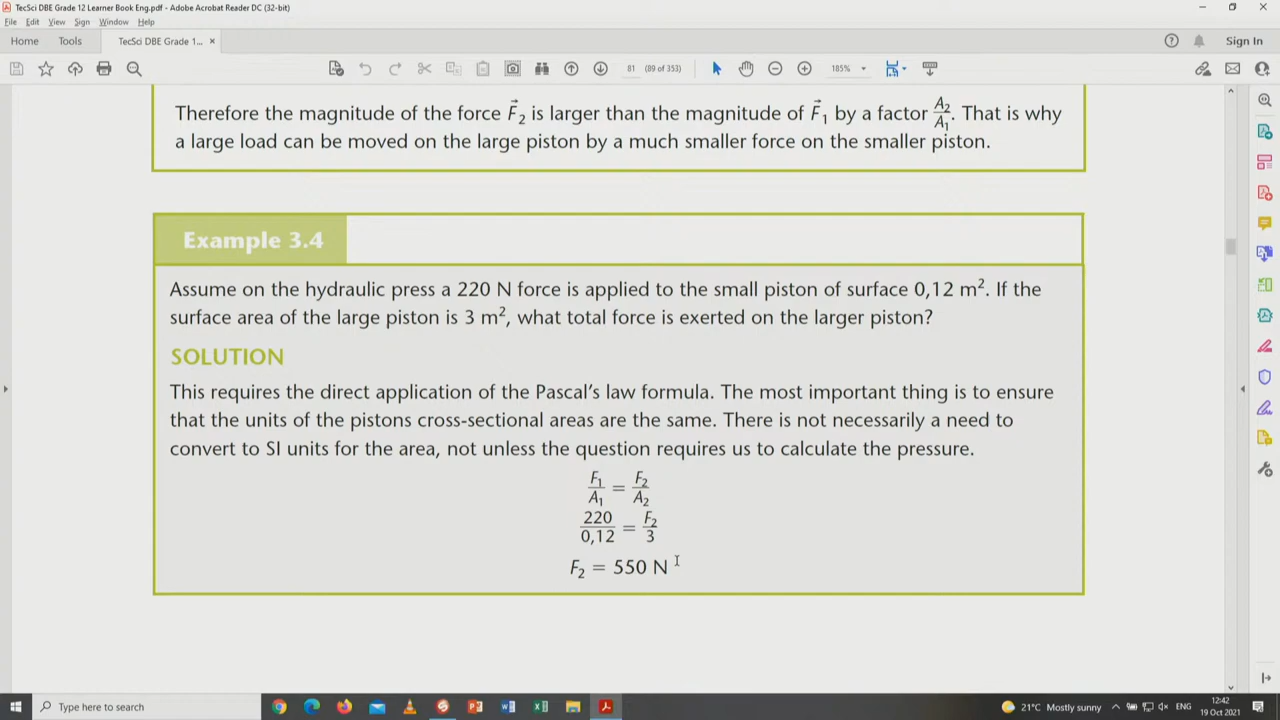 TecSci DBE Grade 12 Learner Book Eng.pdf - Adobe Acrobat Reader DC (32-bit)
File Edit View Sign Window Help
Home Tools TecSci DBE Grade 1... × Sign In
81 (89 of 353) 185%
Therefore the magnitude of the force F⃗₂ is larger than the magnitude of F⃗₁ by a factor A₂/A₁. That is why
a large load can be moved on the large piston by a much smaller force on the smaller piston.
Example 3.4
Assume on the hydraulic press a 220 N force is applied to the small piston of surface 0,12 m². If the
surface area of the large piston is 3 m², what total force is exerted on the larger piston?
SOLUTION
This requires the direct application of the Pascal's law formula. The most important thing is to ensure
that the units of the pistons cross-sectional areas are the same. There is not necessarily a need to
convert to SI units for the area, not unless the question requires us to calculate the pressure.
F₁/A₁ = F₂/A₂
220/0,12 = F₂/3
F₂ = 550 N
Type here to search 21°C Mostly sunny ENG 12:42
19 Oct 2021